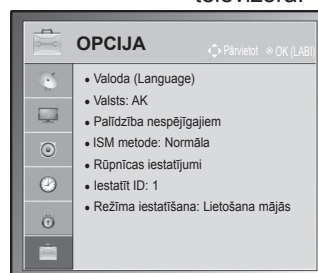 televizora.
OPCIJA
Pārvietot OK (LABI)
• Valoda (Language)
• Valsts: AK
• Palīdzība nespējīgajiem
• ISM metode: Normāla
• Rūpnīcas iestatījumi
• Iestatīt ID: 1
• Režīma iestatīšana: Lietošana mājās